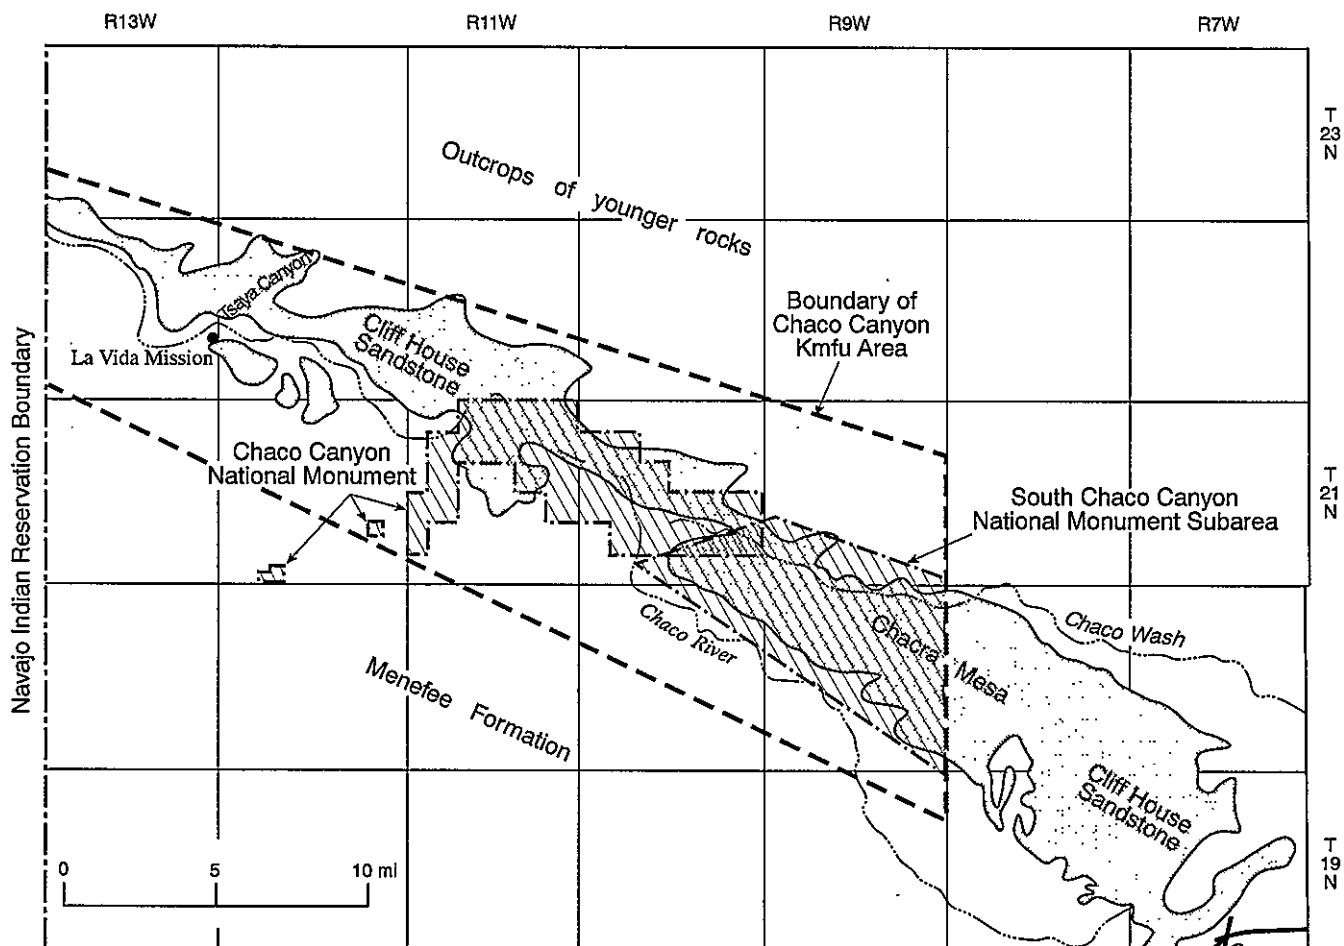 R13W
R11W
R9W
R7W
T
23
N
Outcrops of younger rocks
Tsaya Canyon
Boundary of
Chaco Canyon
Kmfu Area
Cliff House
Sandstone
La Vida Mission
Navajo Indian Reservation Boundary
Chaco Canyon
National Monument
T
21
N
South Chaco Canyon
National Monument Subarea
Chaco River
Chacra Mesa
Chaco Wash
Menefee Formation
Cliff House
Sandstone
0 5 10 mi
T
19
N